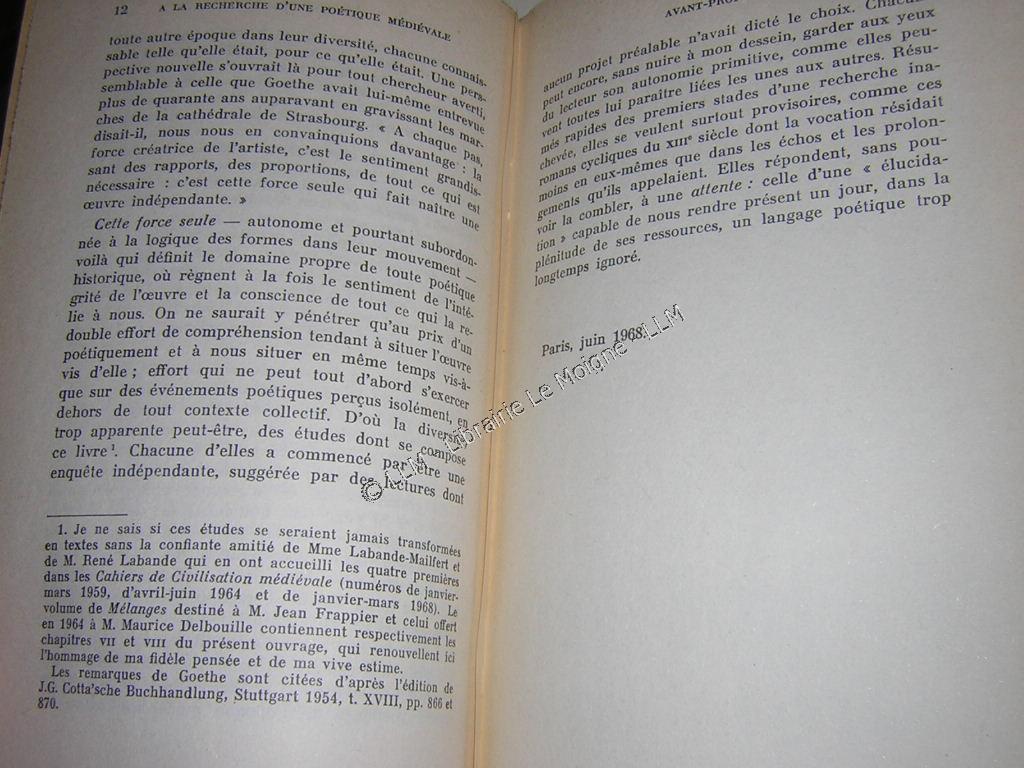 12 A LA RECHERCHE D'UNE POÉTIQUE MÉDIÉVALE
toute autre époque dans leur diversité, chacune connais-
sable telle qu'elle était, pour ce qu'elle était. Une pers-
pective nouvelle s'ouvrait là pour tout chercheur averti,
semblable à celle que Goethe avait lui-même entrevue
plus de quarante ans auparavant en gravissant les mar-
ches de la cathédrale de Strasbourg. « A chaque pas,
disait-il, nous nous en convainquions davantage : la
force créatrice de l'artiste, c'est le sentiment grandis-
sant des rapports, des proportions, de tout ce qui est
nécessaire : c'est cette force seule qui fait naître une
œuvre indépendante. »
Cette force seule — autonome et pourtant subordon-
née à la logique des formes dans leur mouvement —
voilà qui définit le domaine propre de toute poétique
historique, où règnent à la fois le sentiment de l'inté-
grité de l'œuvre et la conscience de tout ce qui la re-
lie à nous. On ne saurait y pénétrer qu'au prix d'un
double effort de compréhension tendant à situer l'œuvre
poétiquement et à nous situer en même temps vis-à-
vis d'elle ; effort qui ne peut tout d'abord s'exercer
que sur des événements poétiques perçus isolément, en
dehors de tout contexte collectif. D'où la diversité,
trop apparente peut-être, des études dont se compose
ce livre¹. Chacune d'elles a commencé par être une
enquête indépendante, suggérée par des lectures dont
1. Je ne sais si ces études se seraient jamais transformées
en textes sans la confiante amitié de Mme Labande-Mailfert et
de M. René Labande qui en ont accueilli les quatre premières
dans les Cahiers de Civilisation médiévale (numéros de janvier-
mars 1959, d'avril-juin 1964 et de janvier-mars 1968). Le
volume de Mélanges destiné à M. Jean Frappier et celui offert
en 1964 à M. Maurice Delbouille contiennent respectivement les
chapitres VII et VIII du présent ouvrage, qui renouvellent ici
l'hommage de ma fidèle pensée et de ma vive estime.
Les remarques de Goethe sont citées d'après l'édition de
J.G. Cotta'sche Buchhandlung, Stuttgart 1954, t. XVIII, pp. 866 et
870.
aucun projet préalable n'avait dicté le choix. Chacune
peut encore, sans nuire à mon dessein, garder aux yeux
du lecteur son autonomie primitive, comme elles peu-
vent toutes lui paraître liées les unes aux autres. Résu-
més rapides des premiers stades d'une recherche ina-
chevée, elles se veulent surtout provisoires, comme ces
romans cycliques du XIIIᵉ siècle dont la vocation résidait
moins en eux-mêmes que dans les échos et les prolon-
gements qu'ils appelaient. Elles répondent, sans pou-
voir la combler, à une attente : celle d'une « élucida-
tion » capable de nous rendre présent un jour, dans la
plénitude de ses ressources, un langage poétique trop
longtemps ignoré.
Paris, juin 1968.
© LLM - Librairie Le Moigne - LLM